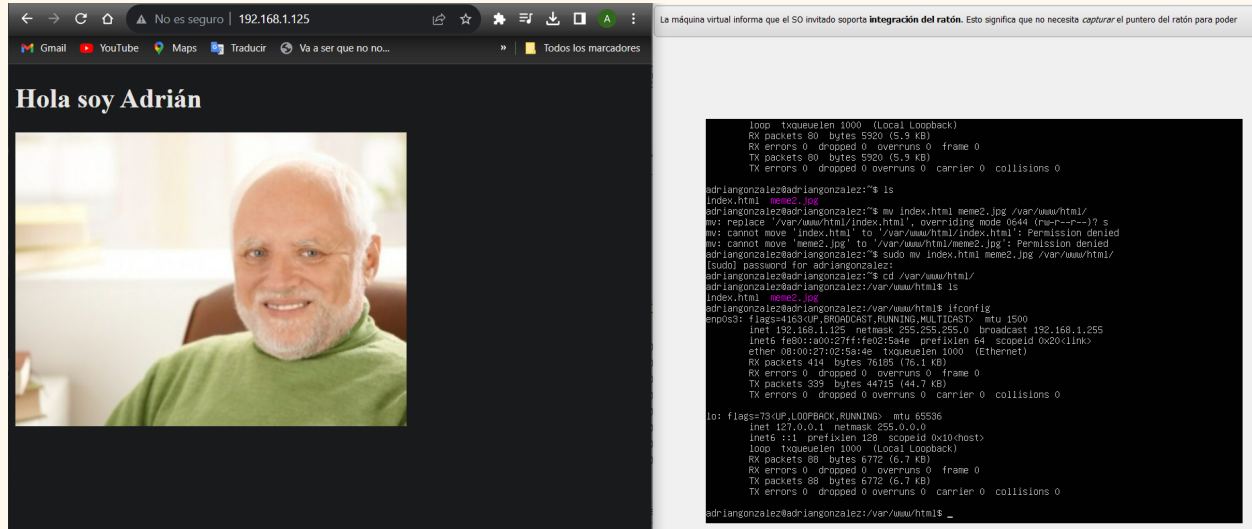 No es seguro | 192.168.1.125
A
Gmail YouTube Maps Traducir Va a ser que no no... » Todos los marcadores
Hola soy Adrián
La máquina virtual informa que el SO invitado soporta integración del ratón. Esto significa que no necesita capturar el puntero del ratón para poder
loop txqueuelen 1000 (Local Loopback)
RX packets 80 bytes 5920 (5.9 KB)
RX errors 0 dropped 0 overruns 0 frame 0
TX packets 80 bytes 5920 (5.9 KB)
TX errors 0 dropped 0 overruns 0 carrier 0 collisions 0
adriangonzalez@adriangonzalez:~$ ls
index.html meme2.jpg
adriangonzalez@adriangonzalez:~$ mv index.html meme2.jpg /var/www/html/
mv: replace '/var/www/html/index.html', overriding mode 0644 (rw-r--r--)? s
mv: cannot move 'index.html' to '/var/www/html/index.html': Permission denied
mv: cannot move 'meme2.jpg' to '/var/www/html/meme2.jpg': Permission denied
adriangonzalez@adriangonzalez:~$ sudo mv index.html meme2.jpg /var/www/html/
[sudo] password for adriangonzalez:
adriangonzalez@adriangonzalez:~$ cd /var/www/html/
adriangonzalez@adriangonzalez:/var/www/html$ ls
index.html meme2.jpg
adriangonzalez@adriangonzalez:/var/www/html$ ifconfig
enp0s3: flags=4163<UP,BROADCAST,RUNNING,MULTICAST> mtu 1500
inet 192.168.1.125 netmask 255.255.255.0 broadcast 192.168.1.255
inet6 fe80::a00:27ff:fe02:5a4e prefixlen 64 scopeid 0x20<link>
ether 08:00:27:02:5a:4e txqueuelen 1000 (Ethernet)
RX packets 414 bytes 76185 (76.1 KB)
RX errors 0 dropped 0 overruns 0 frame 0
TX packets 339 bytes 44715 (44.7 KB)
TX errors 0 dropped 0 overruns 0 carrier 0 collisions 0
lo: flags=73<UP,LOOPBACK,RUNNING> mtu 65536
inet 127.0.0.1 netmask 255.0.0.0
inet6 ::1 prefixlen 128 scopeid 0x10<host>
loop txqueuelen 1000 (Local Loopback)
RX packets 88 bytes 6772 (6.7 KB)
RX errors 0 dropped 0 overruns 0 frame 0
TX packets 88 bytes 6772 (6.7 KB)
TX errors 0 dropped 0 overruns 0 carrier 0 collisions 0
adriangonzalez@adriangonzalez:/var/www/html$ _